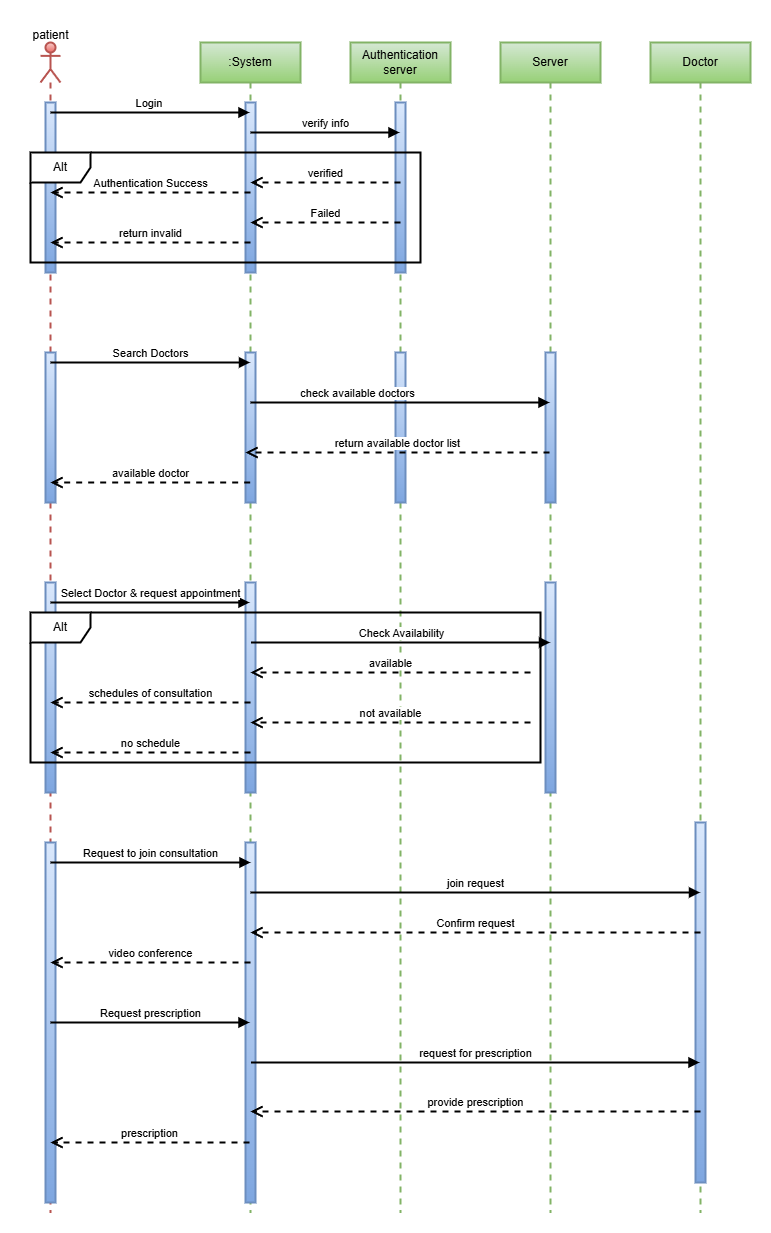 patient
:System
Authentication
server
Server
Doctor
Login
verify info
Alt
verified
Authentication Success
Failed
return invalid
Search Doctors
check available doctors
return available doctor list
available doctor
Select Doctor & request appointment
Alt
Check Availability
available
schedules of consultation
not available
no schedule
Request to join consultation
join request
Confirm request
video conference
Request prescription
request for prescription
provide prescription
prescription